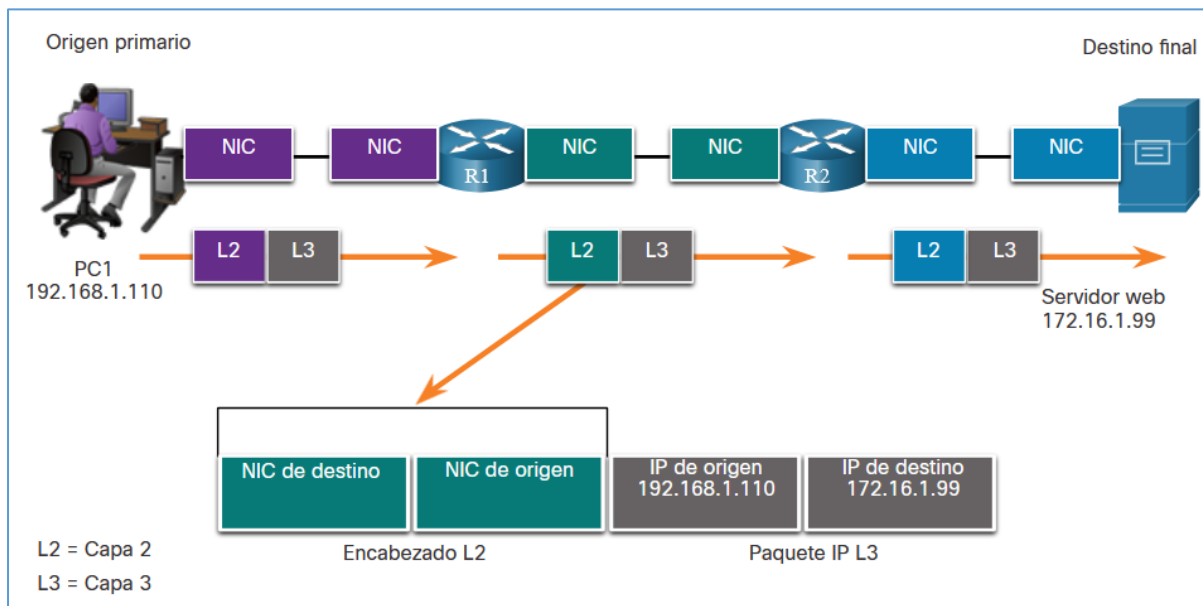 Origen primario
Destino final
NIC
NIC
R1
NIC
NIC
R2
NIC
NIC
L2
L3
L2
L3
L2
L3
PC1
192.168.1.110
Servidor web
172.16.1.99
NIC de destino
NIC de origen
IP de origen
192.168.1.110
IP de destino
172.16.1.99
L2 = Capa 2
Encabezado L2
Paquete IP L3
L3 = Capa 3